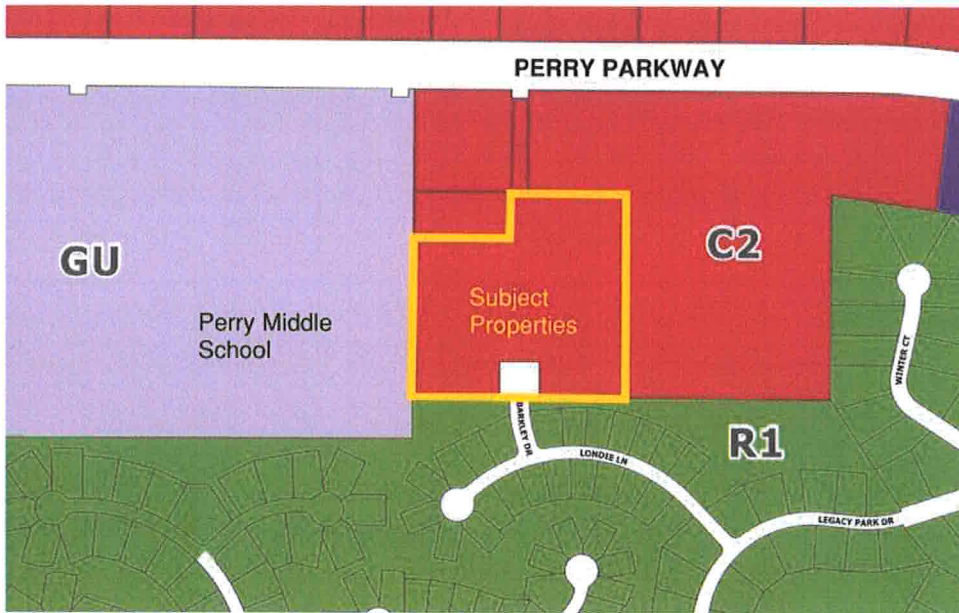 PERRY PARKWAY
GU
C2
Perry Middle
School
Subject
Properties
WINTER CT
BARKLEY DR
R1
LONDIE LN
LEGACY PARK DR